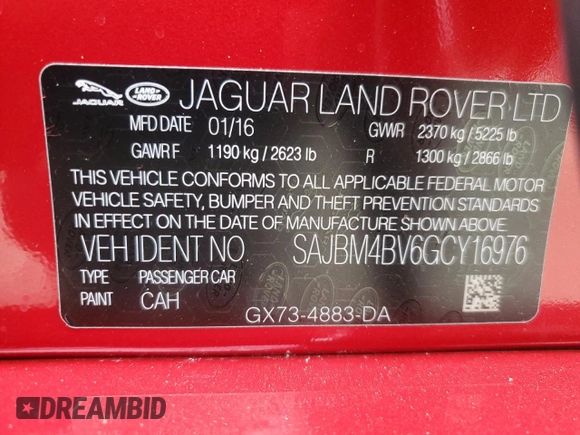 JAGUAR LAND ROVER JAGUAR LAND ROVER LTD
MFD DATE 01/16 GWR 2370 kg / 5225 lb
GAWR F 1190 kg / 2623 lb R 1300 kg / 2866 lb
THIS VEHICLE CONFORMS TO ALL APPLICABLE FEDERAL MOTOR
VEHICLE SAFETY, BUMPER AND THEFT PREVENTION STANDARDS
IN EFFECT ON THE DATE OF MANUFACTURE SHOWN ABOVE.
VEH IDENT NO. SAJBM4BV6GCY16976
TYPE PASSENGER CAR
PAINT CAH
GX73-4883-DA
DREAMBID